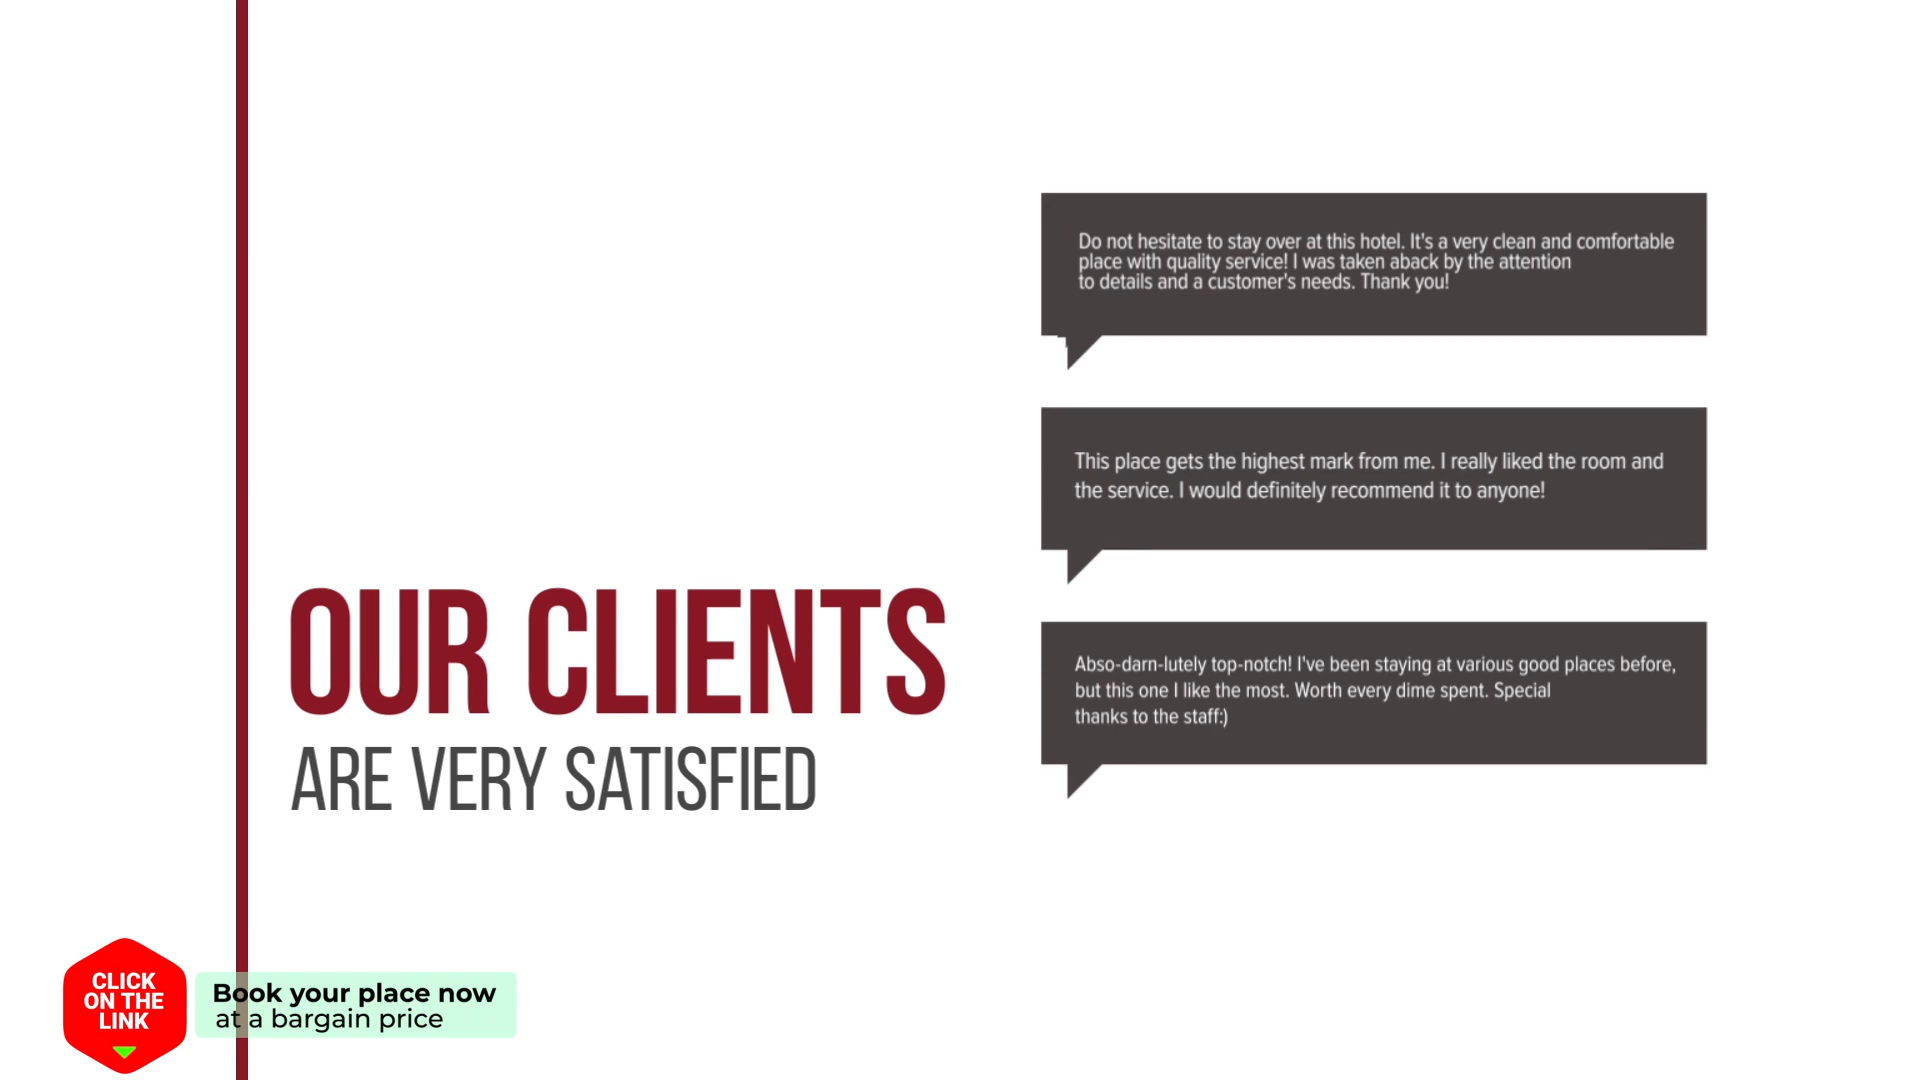 Do not hesitate to stay over at this hotel. It's a very clean and comfortable
place with quality service! I was taken aback by the attention
to details and a customer's needs. Thank you!
This place gets the highest mark from me. I really liked the room and
the service. I would definitely recommend it to anyone!
OUR CLIENTS
ARE VERY SATISFIED
Abso-darn-lutely top-notch! I've been staying at various good places before,
but this one I like the most. Worth every dime spent. Special
thanks to the staff:)
CLICK
ON THE
LINK
Book your place now
at a bargain price